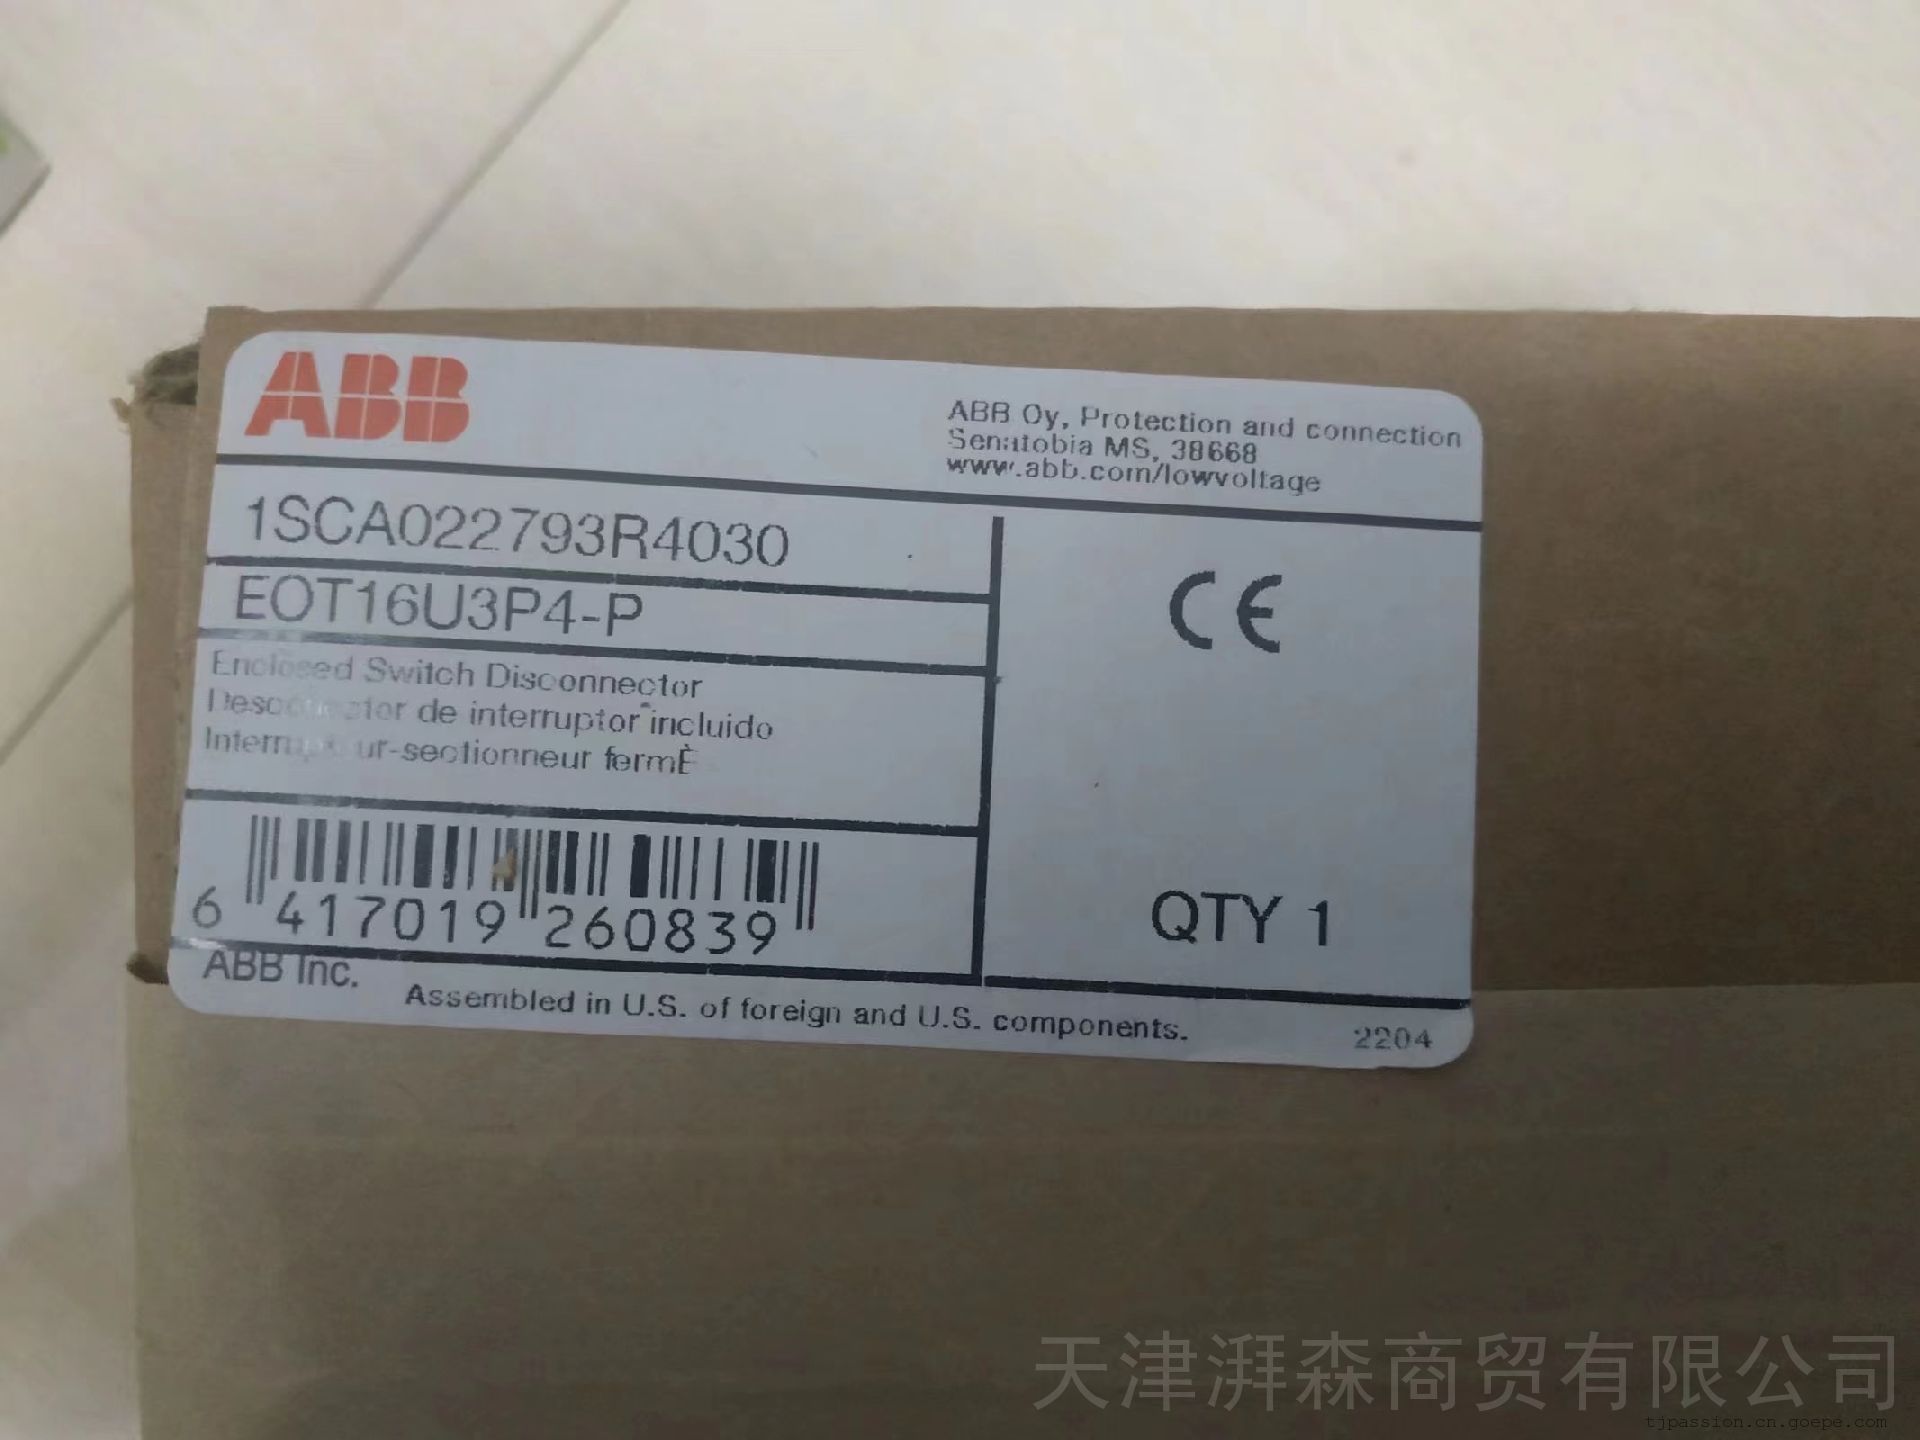 ABB
ABB Oy, Protection and connection
Senatobia MS, 38668
www.abb.com/lowvoltage
1SCA022793R4030
EOT16U3P4-P
Enclosed Switch Disconnector
de interruptor incluido
fermÈ
CE
6 417019 260839
QTY 1
ABB Inc.
Assembled in U.S. of foreign and U.S. components.
2204
天津湃森商贸有限公司
tjpassion.cn.goepe.com